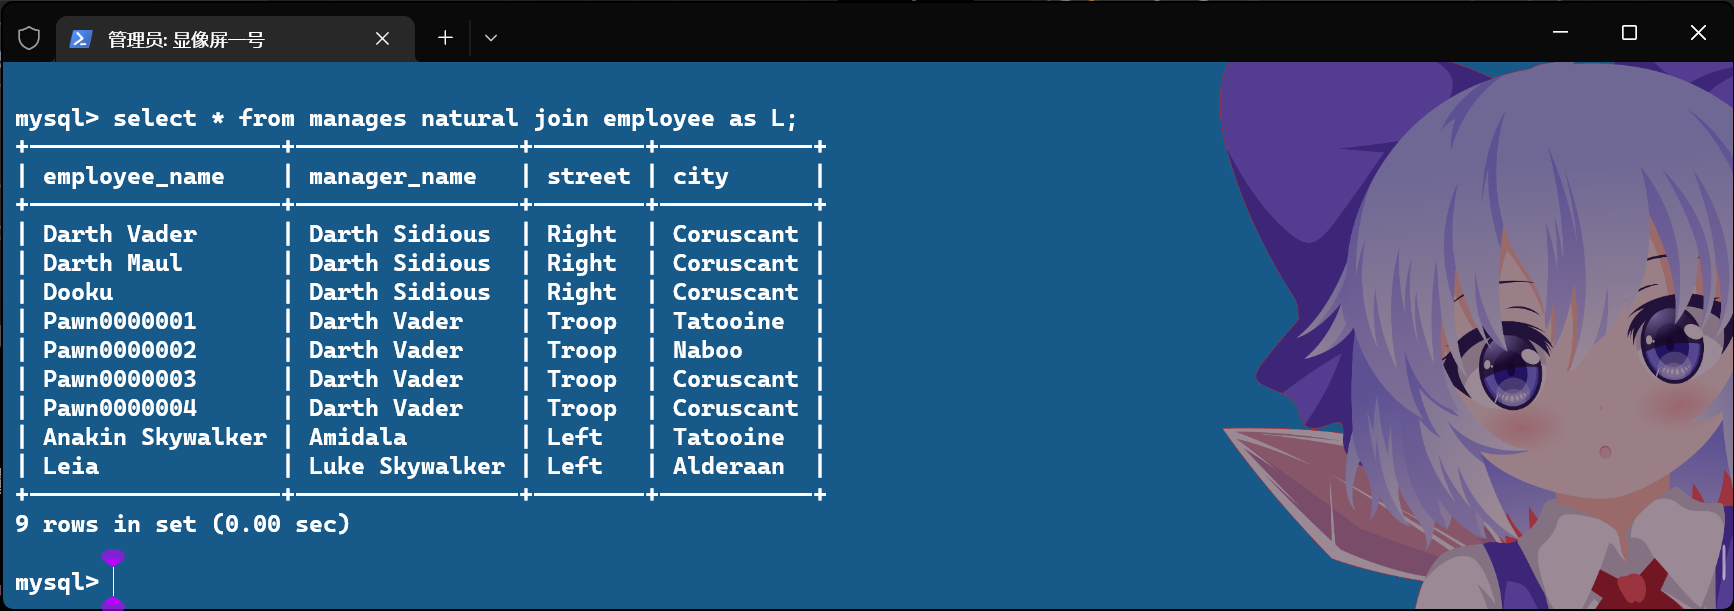 管理员: 显像屏一号
mysql> select * from manages natural join employee as L;
+------------------+----------------+--------+-----------+
| employee_name    | manager_name   | street | city      |
+------------------+----------------+--------+-----------+
| Darth Vader      | Darth Sidious  | Right  | Coruscant |
| Darth Maul       | Darth Sidious  | Right  | Coruscant |
| Dooku            | Darth Sidious  | Right  | Coruscant |
| Pawn0000001      | Darth Vader    | Troop  | Tatooine  |
| Pawn0000002      | Darth Vader    | Troop  | Naboo     |
| Pawn0000003      | Darth Vader    | Troop  | Coruscant |
| Pawn0000004      | Darth Vader    | Troop  | Coruscant |
| Anakin Skywalker | Amidala        | Left   | Tatooine  |
| Leia             | Luke Skywalker | Left   | Alderaan  |
+------------------+----------------+--------+-----------+
9 rows in set (0.00 sec)
mysql>